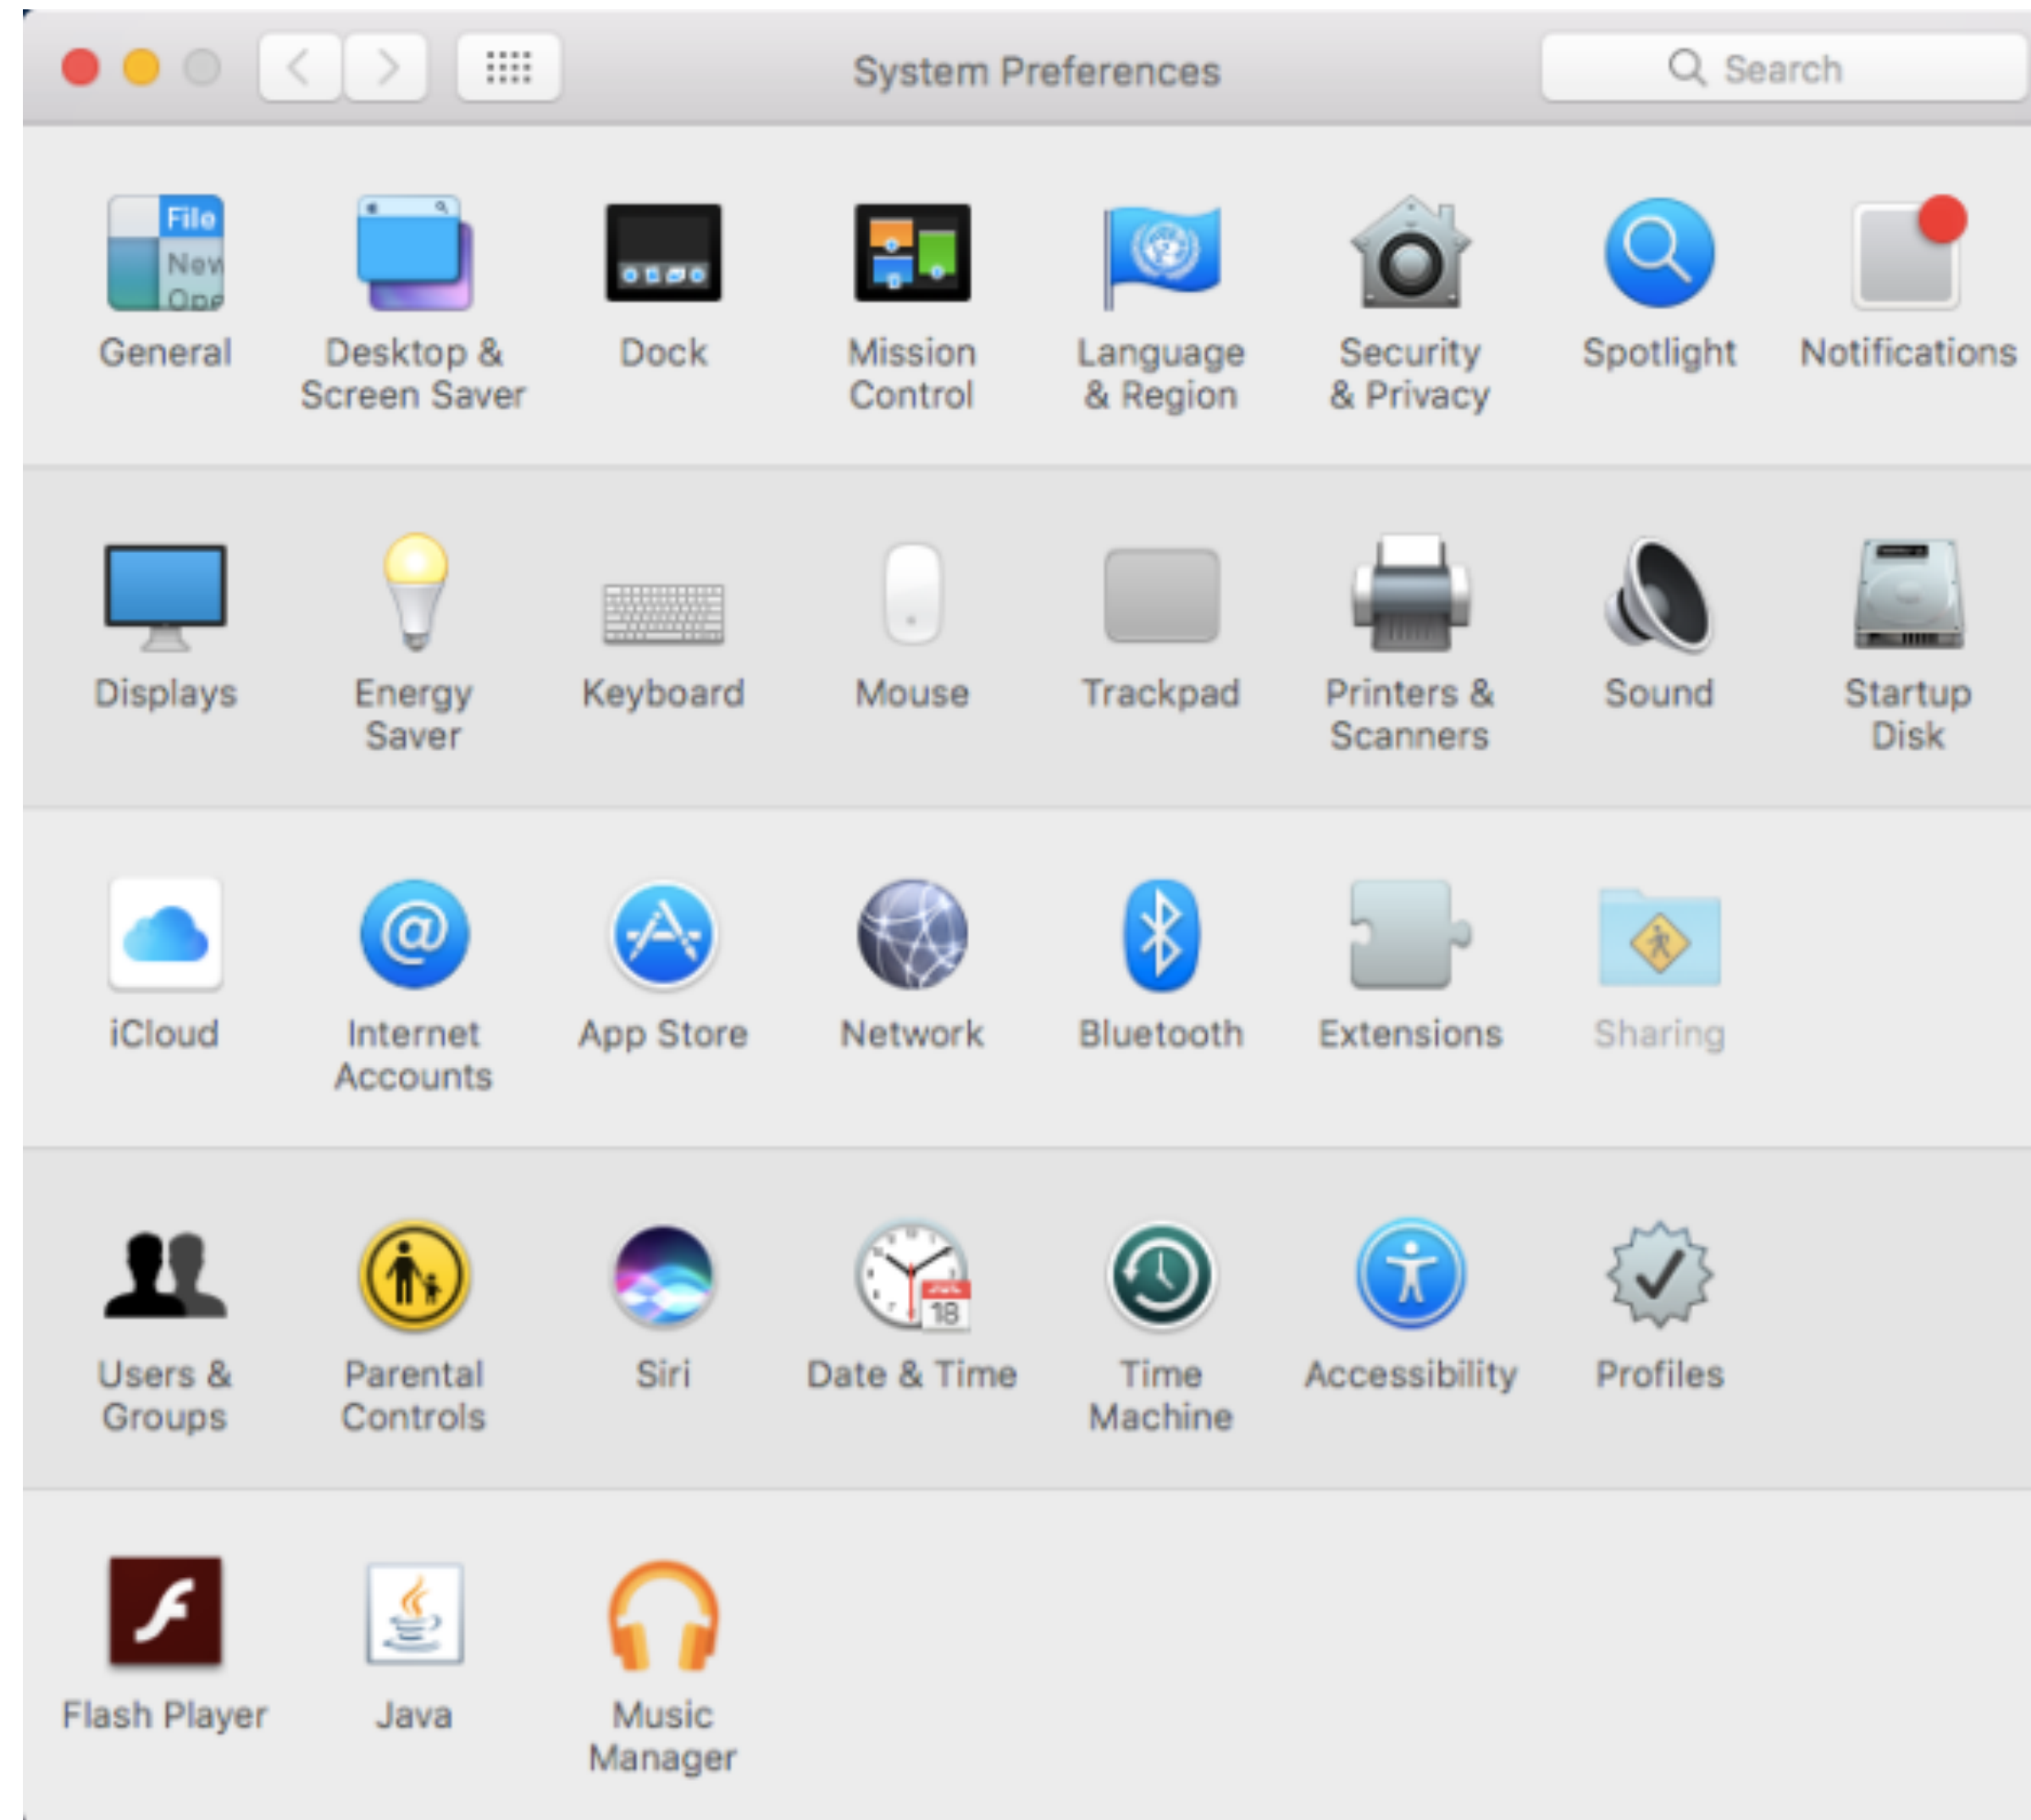 System Preferences
Search
File
New
Ope
General
Desktop &
Screen Saver
Dock
Mission
Control
Language
& Region
Security
& Privacy
Spotlight
Notifications
Displays
Energy
Saver
Keyboard
Mouse
Trackpad
Printers &
Scanners
Sound
Startup
Disk
iCloud
Internet
Accounts
App Store
Network
Bluetooth
Extensions
Sharing
18
Users &
Groups
Parental
Controls
Siri
Date & Time
Time
Machine
Accessibility
Profiles
Flash Player
Java
Music
Manager